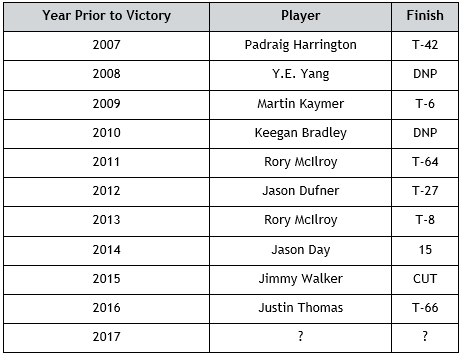 Year Prior to Victory Player Finish
2007 Padraig Harrington T-42
2008 Y.E. Yang DNP
2009 Martin Kaymer T-6
2010 Keegan Bradley DNP
2011 Rory McIlroy T-64
2012 Jason Dufner T-27
2013 Rory McIlroy T-8
2014 Jason Day 15
2015 Jimmy Walker CUT
2016 Justin Thomas T-66
2017 ? ?